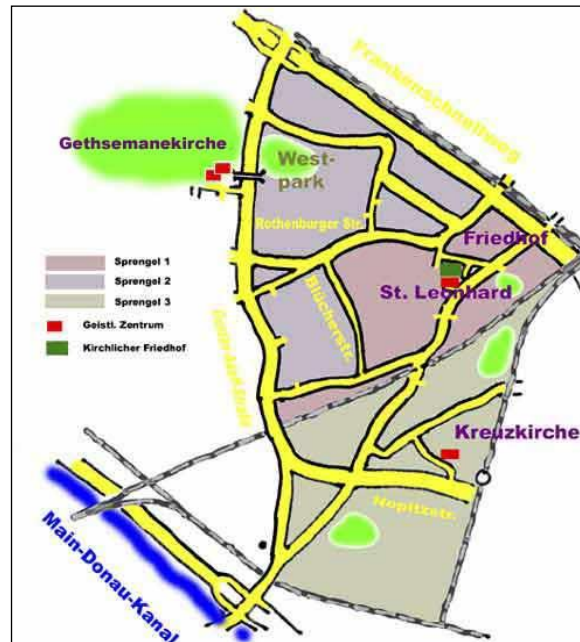 Frankenschnellweg
Gethsemanekirche
West-
park
Rothenburger Str.
Friedhof
Sprengel 1
Sprengel 2
Sprengel 3
Geistl. Zentrum
Kirchlicher Friedhof
St. Leonhard
Blücherstr.
Kreuzkirche
Nopitzstr.
Main-Donau-Kanal